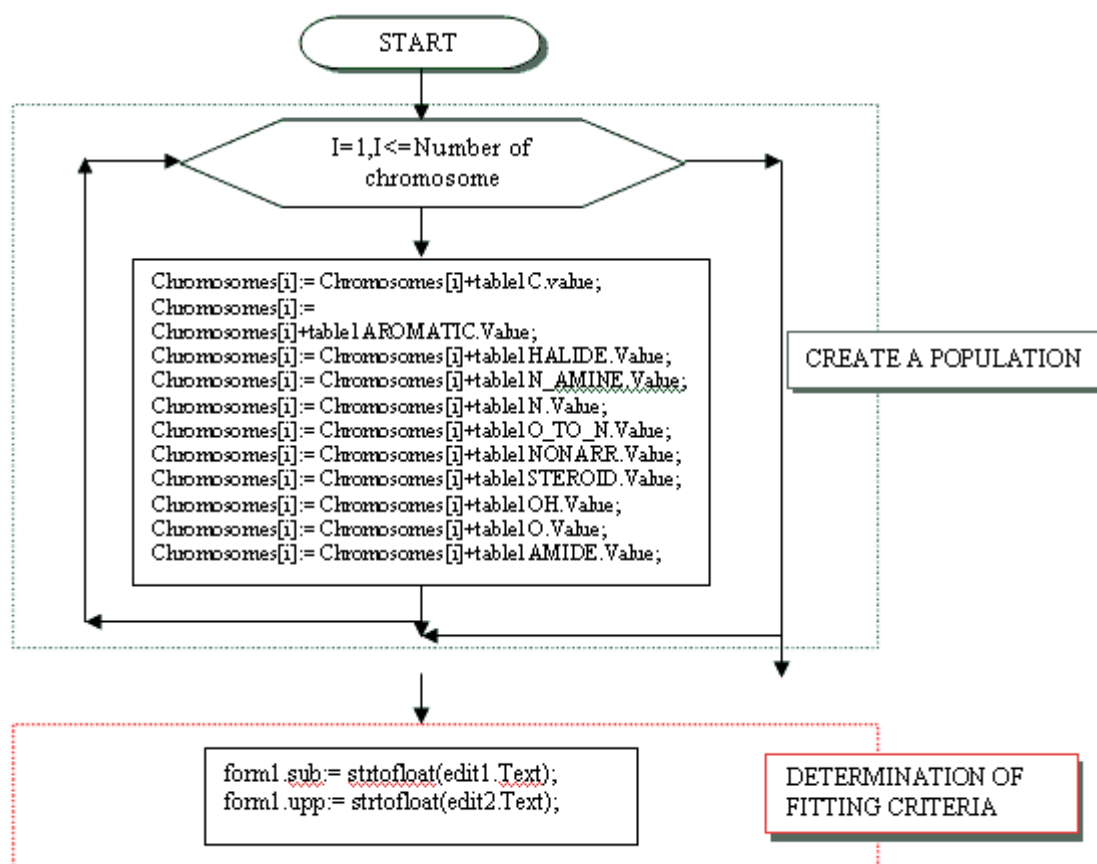 START
I=1,I<=Number of
chromosome
Chromosomes[i]:= Chromosomes[i]+table1C.value;
Chromosomes[i]:=
Chromosomes[i]+table1AROMATIC.Value;
Chromosomes[i]:= Chromosomes[i]+table1HALIDE.Value;
Chromosomes[i]:= Chromosomes[i]+table1N_AMINE.Value;
Chromosomes[i]:= Chromosomes[i]+table1N.Value;
Chromosomes[i]:= Chromosomes[i]+table1O_TO_N.Value;
Chromosomes[i]:= Chromosomes[i]+table1NONARR.Value;
Chromosomes[i]:= Chromosomes[i]+table1STEROID.Value;
Chromosomes[i]:= Chromosomes[i]+table1OH.Value;
Chromosomes[i]:= Chromosomes[i]+table1O.Value;
Chromosomes[i]:= Chromosomes[i]+table1AMIDE.Value;
CREATE A POPULATION
form1.sub:= strtofloat(edit1.Text);
form1.upp:= strtofloat(edit2.Text);
DETERMINATION OF
FITTING CRITERIA